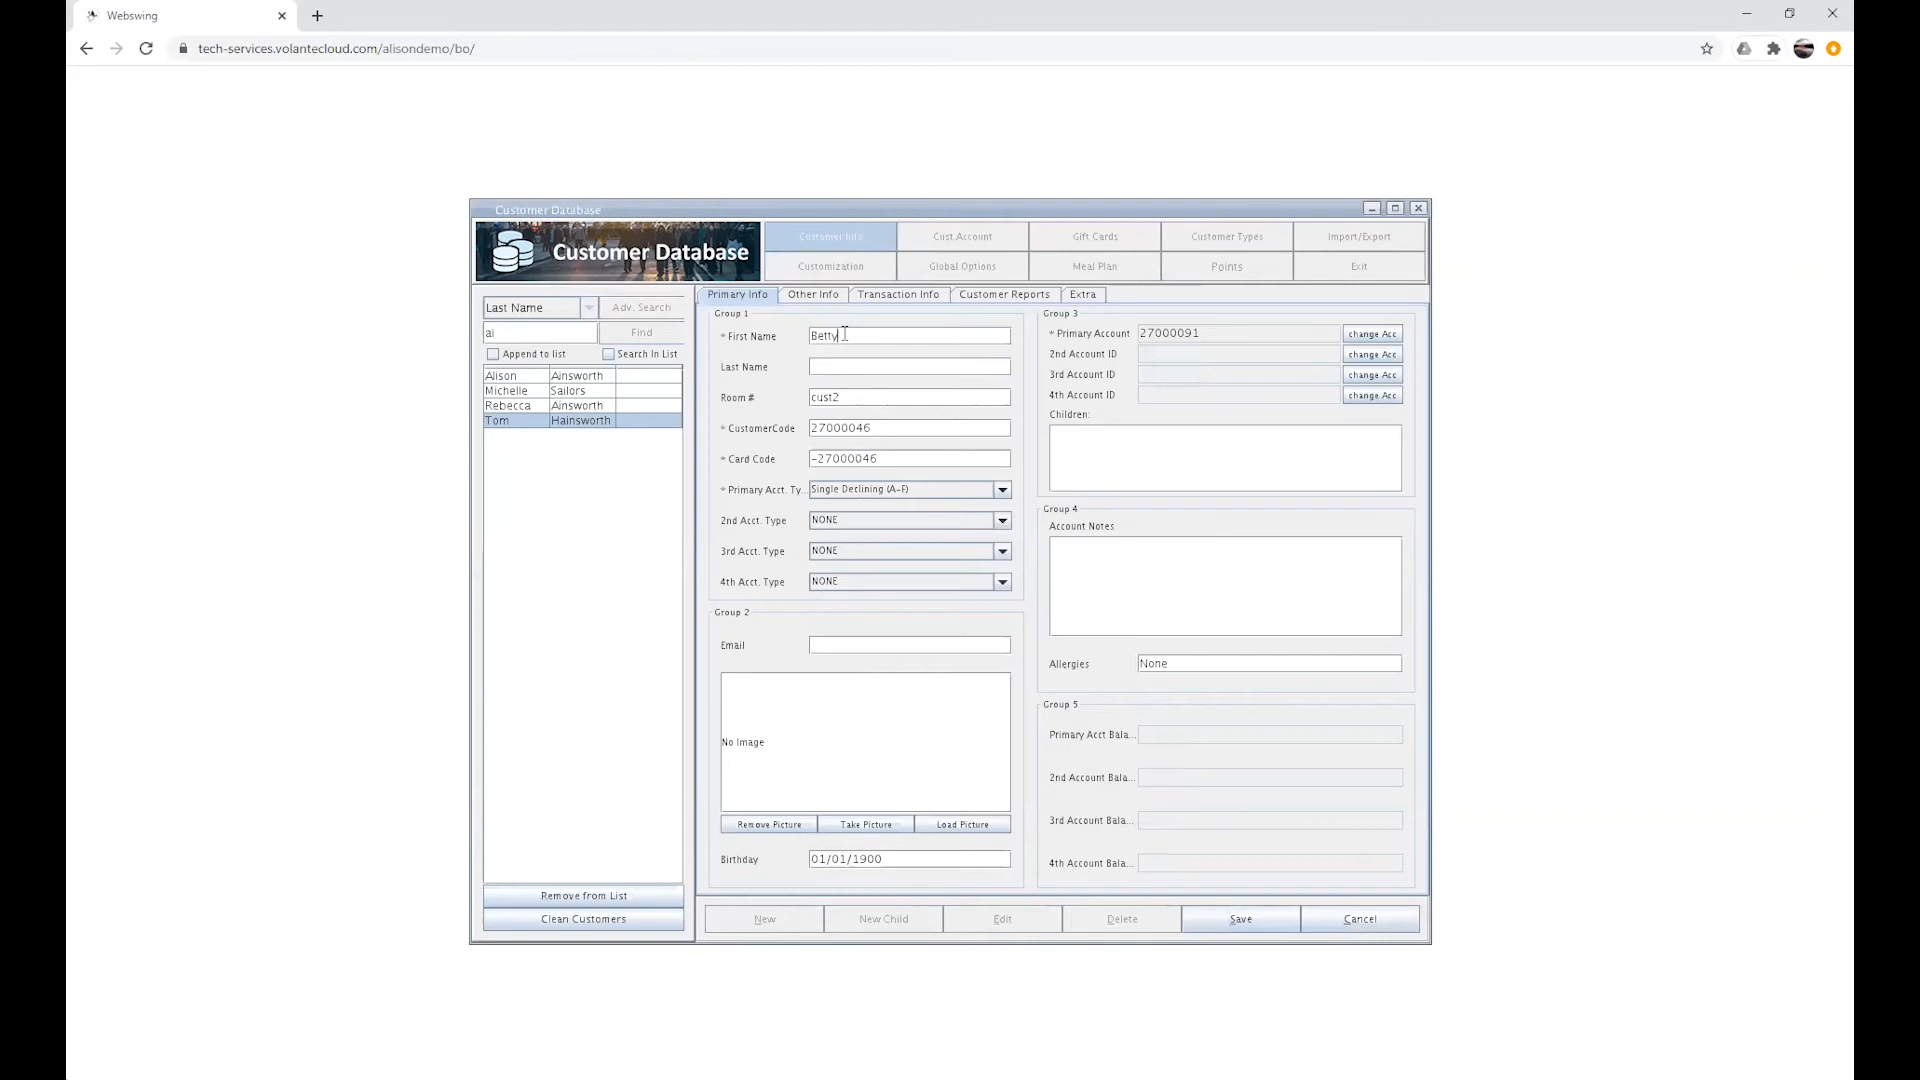 Webswing
tech-services.volantecloud.com/alisondemo/bo/
Customer Database
Customer Database
Customer Info
Cust.Account
Gift Cards
Customer Types
Import/Export
Customization
Global Options
Meal Plan
Points
Exit
Last Name
Adv. Search
ai
Find
Append to list
Search In List
Alison Ainsworth
Michelle Sailors
Rebecca Ainsworth
Tom Hainsworth
Remove from List
Clean Customers
Primary Info
Other Info
Transaction Info
Customer Reports
Extra
Group 1
* First Name Betty
Last Name
Room # cust2
* CustomerCode 27000046
* Card Code -27000046
* Primary Acct. Ty... Single Declining (A-F)
2nd Acct. Type NONE
3rd Acct. Type NONE
4th Acct. Type NONE
Group 2
Email
No Image
Remove Picture
Take Picture
Load Picture
Birthday 01/01/1900
Group 3
* Primary Account 27000091 change Acc
2nd Account ID change Acc
3rd Account ID change Acc
4th Account ID change Acc
Children:
Group 4
Account Notes
Allergies None
Group 5
Primary Acct Bala...
2nd Account Bala...
3rd Account Bala...
4th Account Bala...
New
New Child
Edit
Delete
Save
Cancel